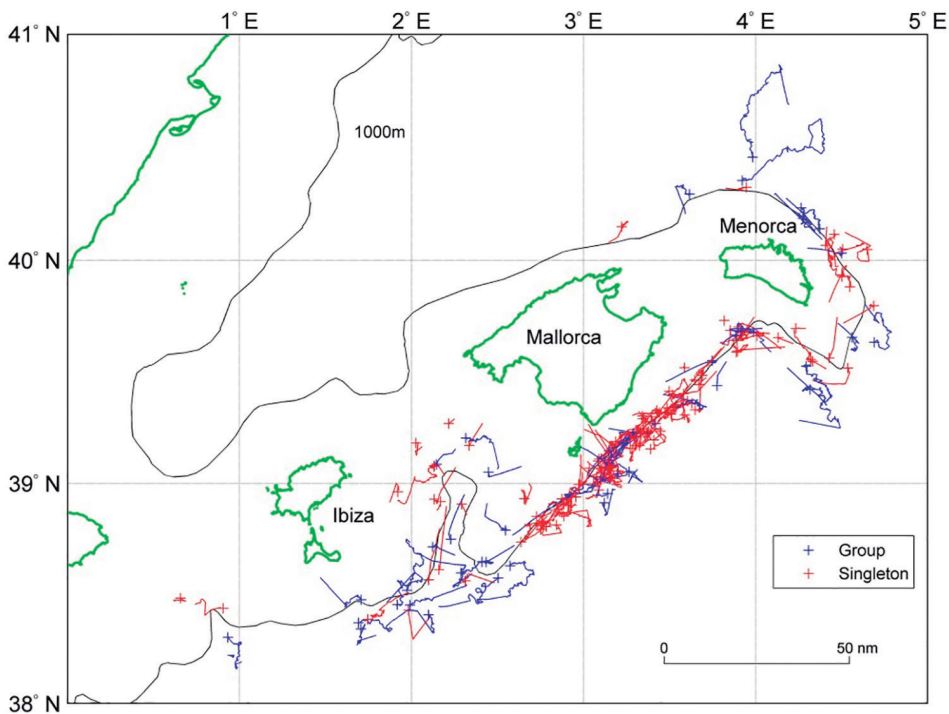 1° E 2° E 3° E 4° E 5° E
41° N
1000m
Menorca
40° N
Mallorca
39° N
Ibiza
Group
Singleton
0 50 nm
38° N